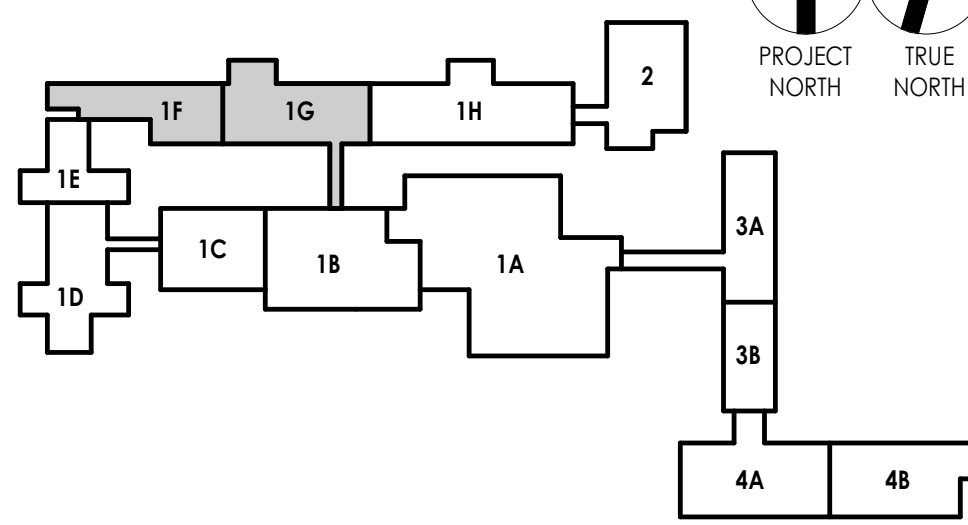 PROJECT
NORTH
TRUE
NORTH
2
1F
1G
1H
1E
1C
1B
1A
3A
1D
3B
4A
4B